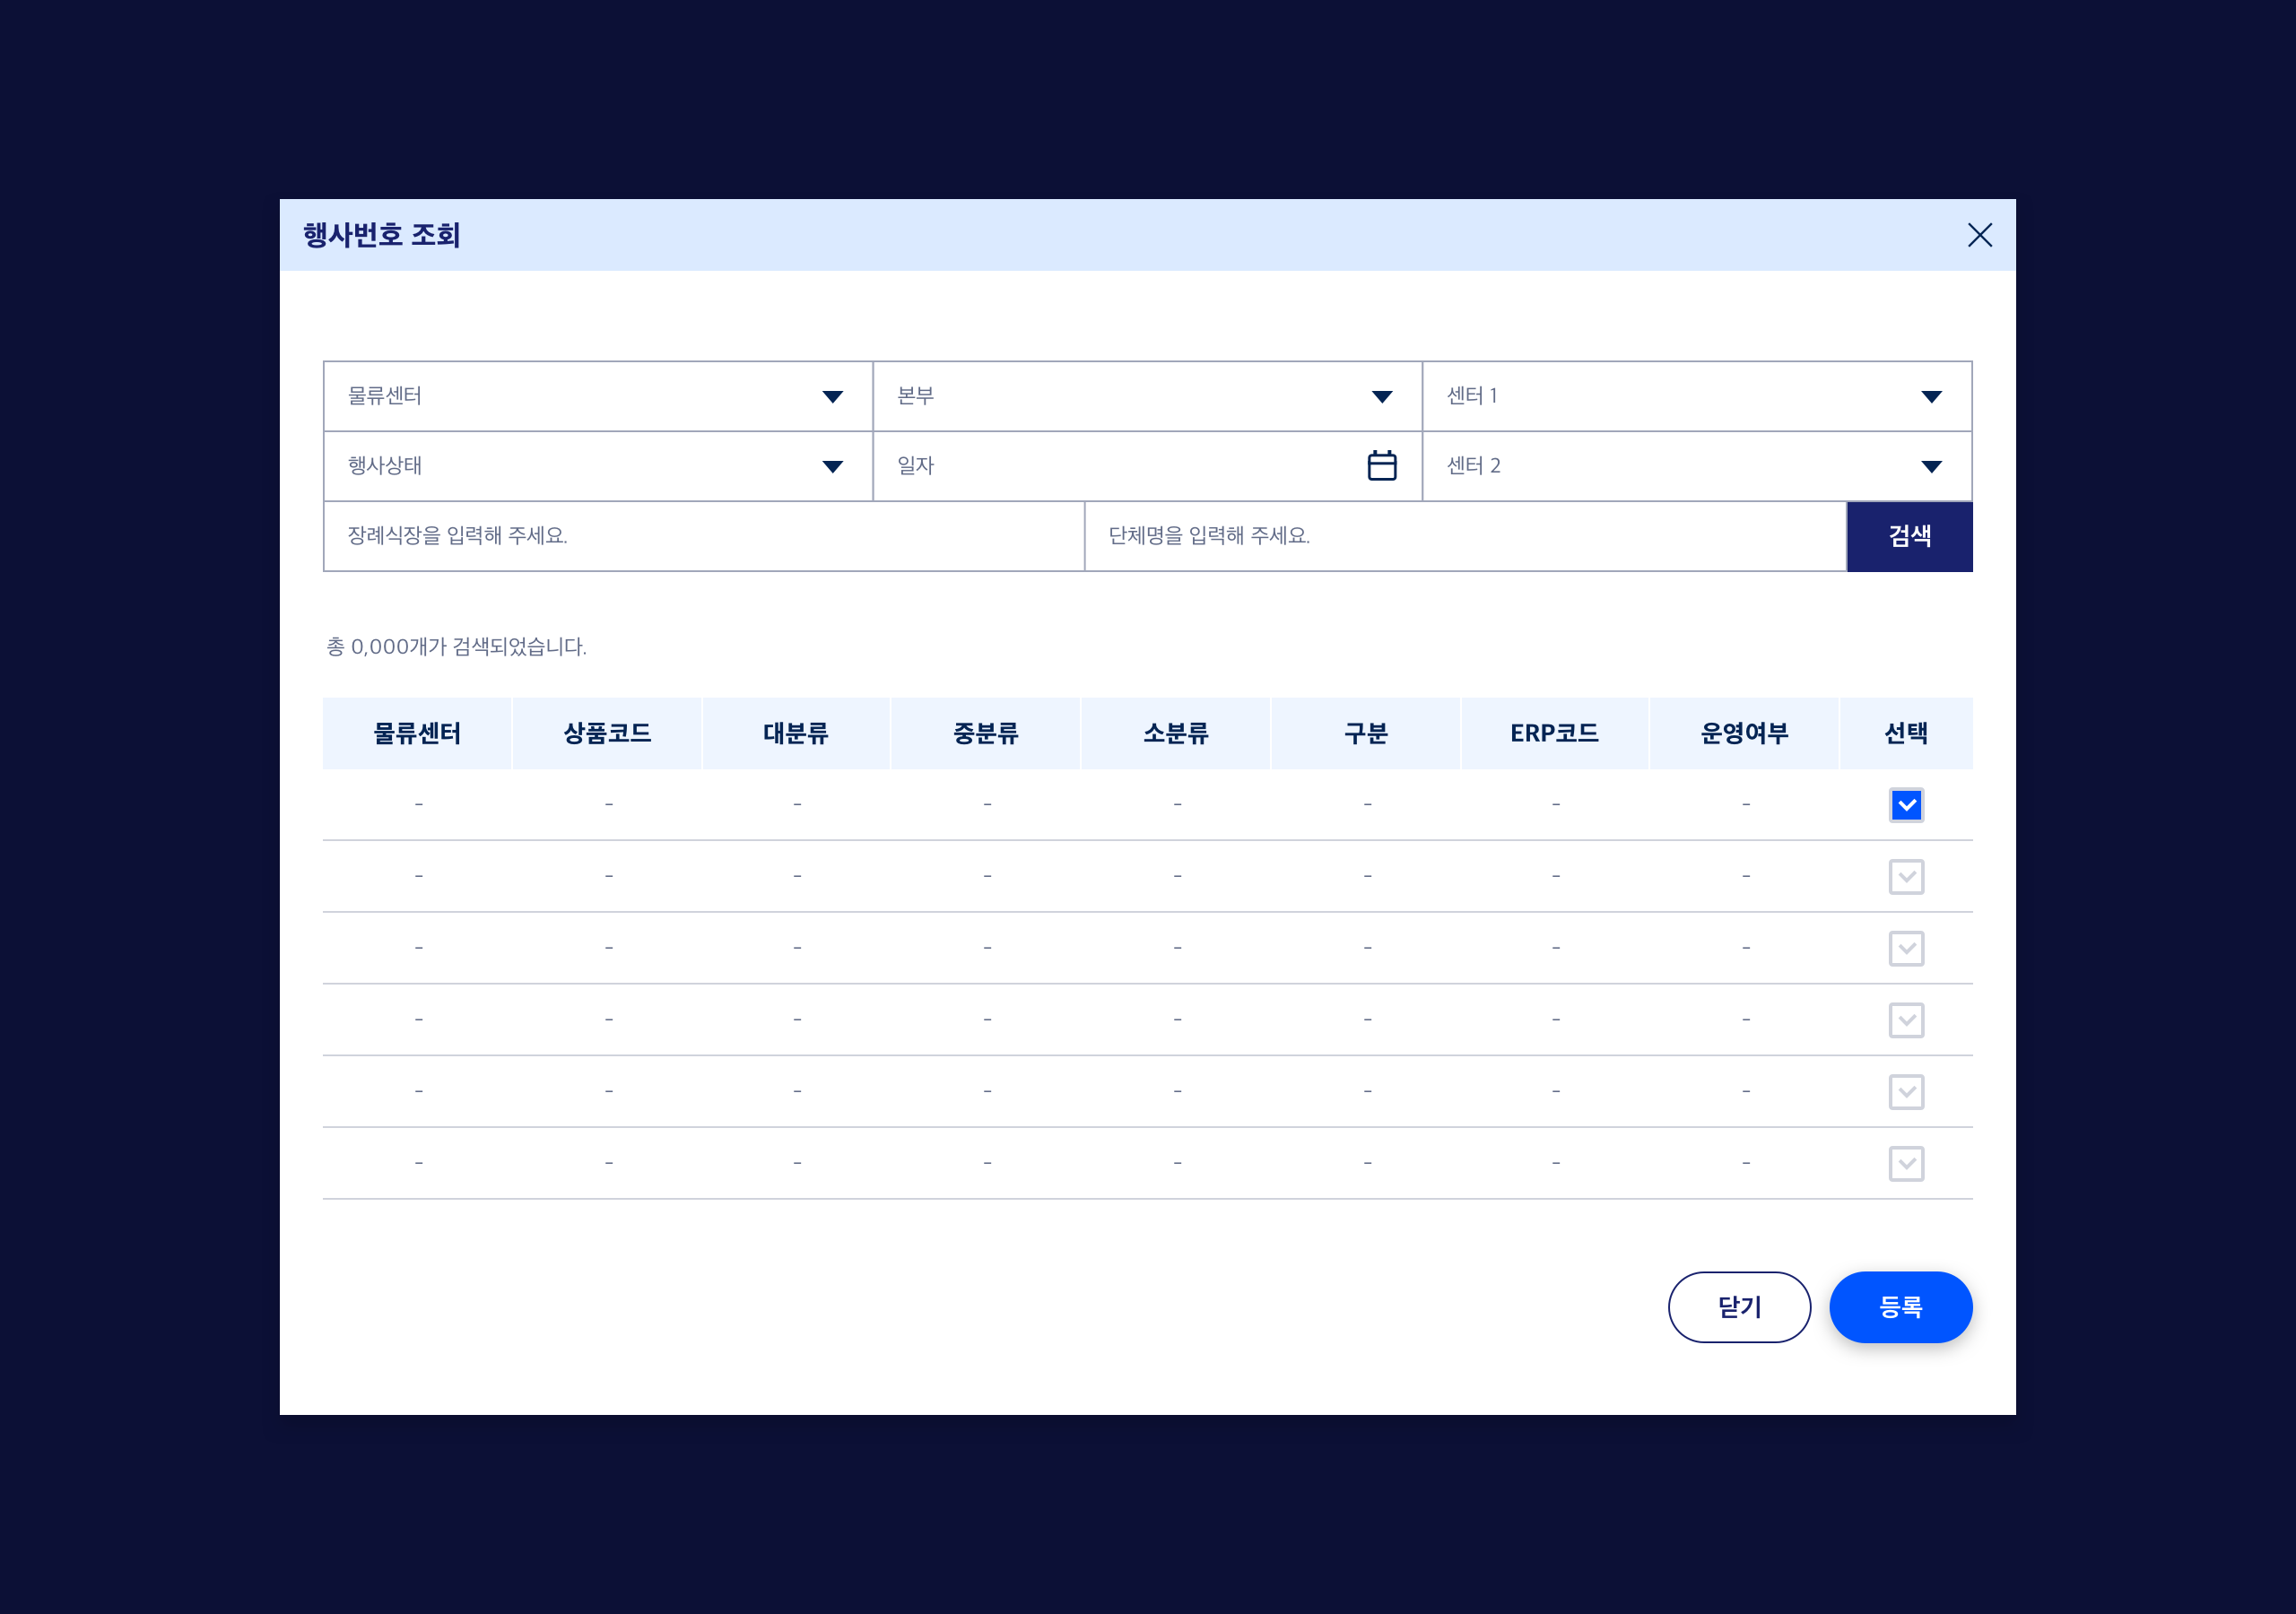 행사번호 조회
물류센터 본부 센터 1
행사상태 일자 센터 2
장례식장을 입력해 주세요. 단체명을 입력해 주세요. 검색
총 0,000개가 검색되었습니다.
물류센터 상품코드 대분류 중분류 소분류 구분 ERP코드 운영여부 선택
- - - - - - - -
- - - - - - - -
- - - - - - - -
- - - - - - - -
- - - - - - - -
- - - - - - - -
닫기 등록